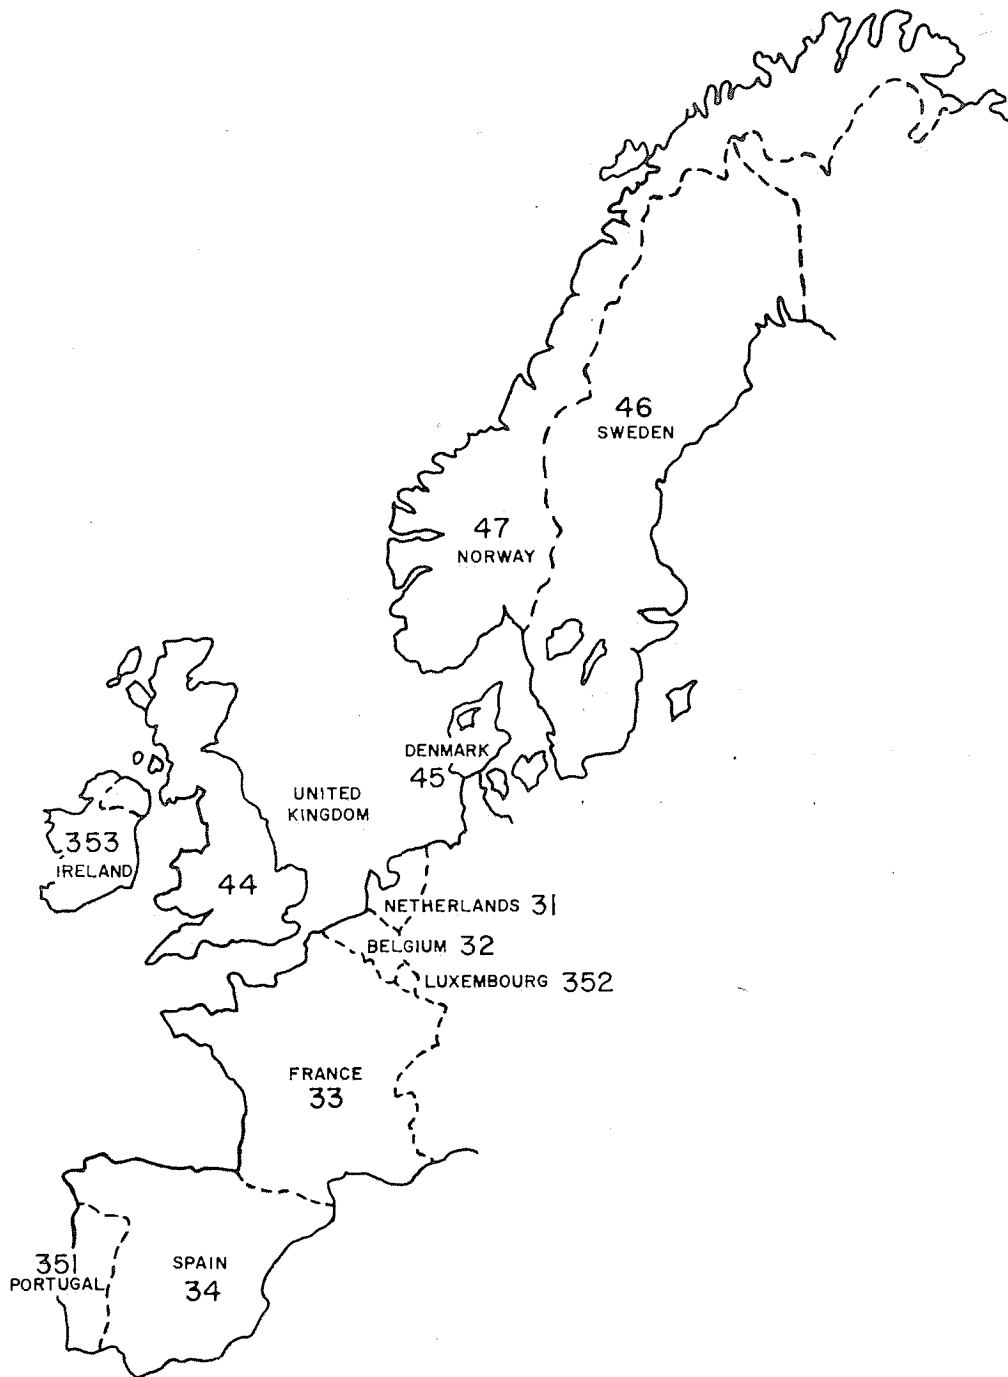 46
SWEDEN
47
NORWAY
DENMARK
45
UNITED
KINGDOM
353
IRELAND
44
NETHERLANDS 31
BELGIUM 32
LUXEMBOURG 352
FRANCE
33
351
PORTUGAL
SPAIN
34